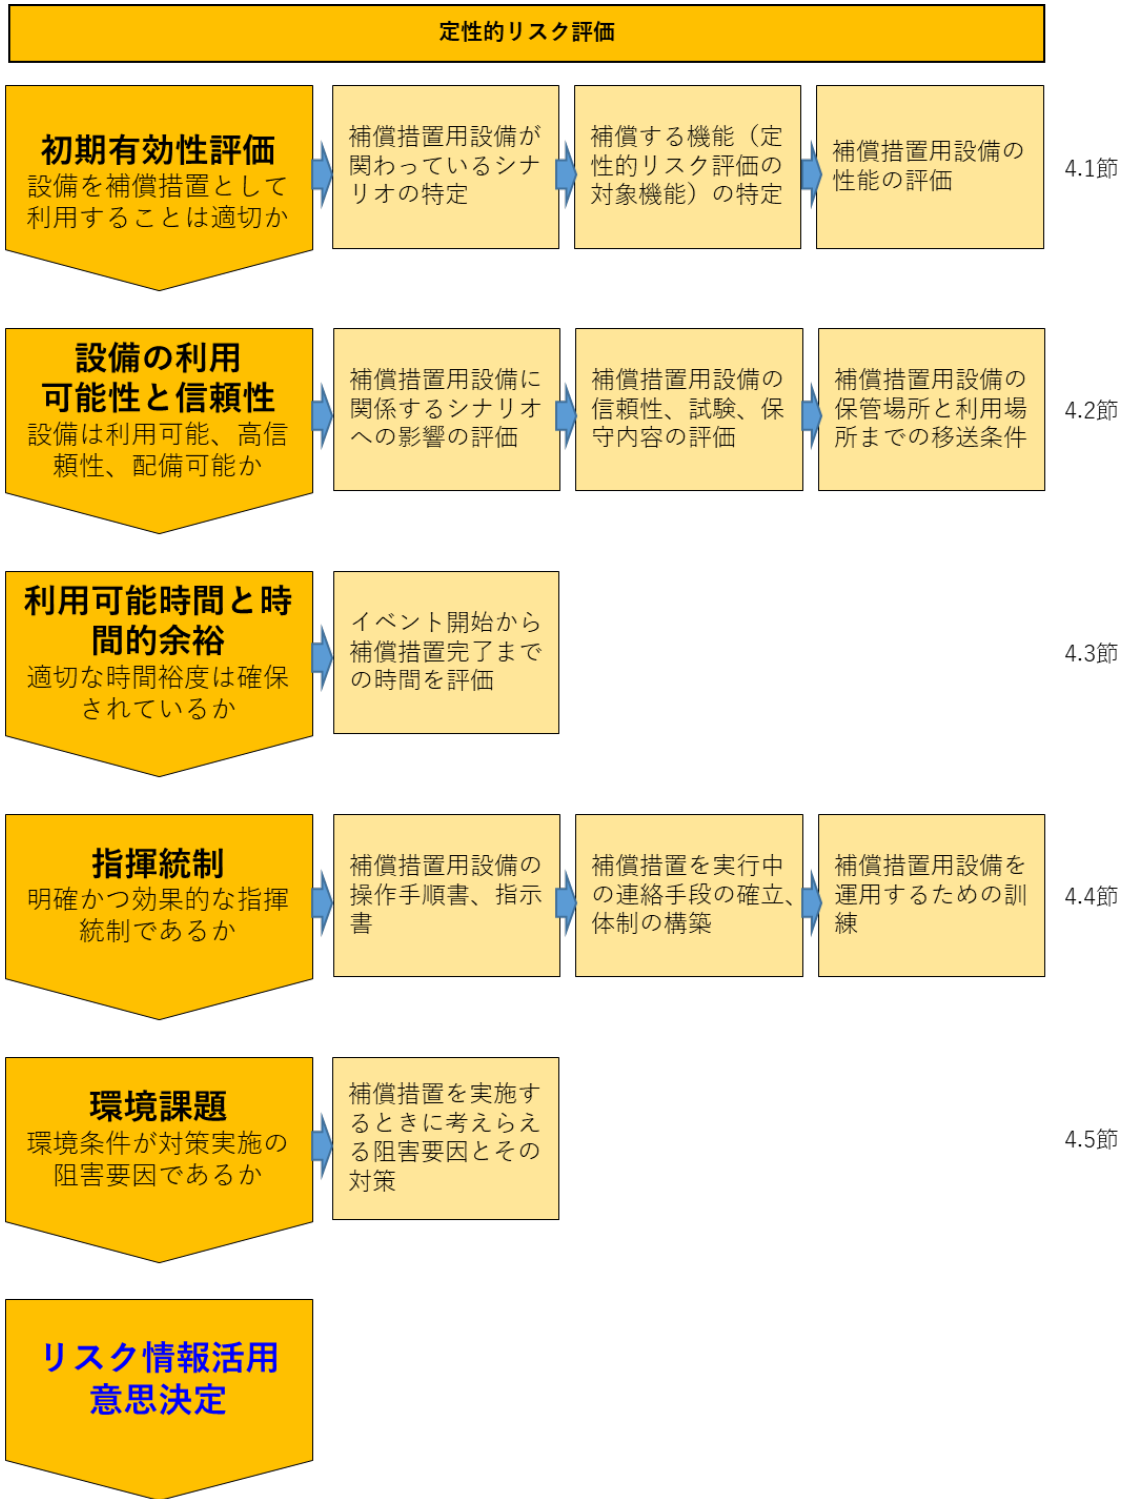 定性的リスク評価
初期有効性評価
設備を補償措置として
利用することは適切か
補償措置用設備が
関わっているシナ
リオの特定
補償する機能（定
性的リスク評価の
対象機能）の特定
補償措置用設備の
性能の評価
4.1節
設備の利用
可能性と信頼性
設備は利用可能、高信
頼性、配備可能か
補償措置用設備に
関係するシナリオ
への影響の評価
補償措置用設備の
信頼性、試験、保
守内容の評価
補償措置用設備の
保管場所と利用場
所までの移送条件
4.2節
利用可能時間と時
間的余裕
適切な時間裕度は確保
されているか
イベント開始から
補償措置完了まで
の時間を評価
4.3節
指揮統制
明確かつ効果的な指揮
統制であるか
補償措置用設備の
操作手順書、指示
書
補償措置を実行中
の連絡手段の確立、
体制の構築
補償措置用設備を
運用するための訓
練
4.4節
環境課題
環境条件が対策実施の
阻害要因であるか
補償措置を実施す
るときに考えらえ
る阻害要因とその
対策
4.5節
リスク情報活用
意思決定